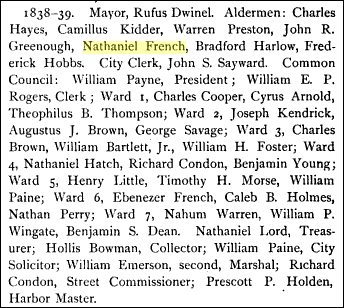 1838-39. Mayor, Rufus Dwinel. Aldermen: Charles
Hayes, Camillus Kidder, Warren Preston, John R.
Greenough, Nathaniel French, Bradford Harlow, Fred-
erick Hobbs. City Clerk, John S. Sayward. Common
Council: William Payne, President; William E. P.
Rogers, Clerk; Ward 1, Charles Cooper, Cyrus Arnold,
Theophilus B. Thompson; Ward 2, Joseph Kendrick,
Augustus J. Brown, George Savage; Ward 3, Charles
Brown, William Bartlett, Jr., William H. Foster; Ward
4, Nathaniel Hatch, Richard Condon, Benjamin Young;
Ward 5, Henry Little, Timothy H. Morse, William
Paine; Ward 6, Ebenezer French, Caleb B. Holmes,
Nathan Perry; Ward 7, Nahum Warren, William P.
Wingate, Benjamin S. Dean. Nathaniel Lord, Treas-
urer; Hollis Bowman, Collector; William Paine, City
Solicitor; William Emerson, second, Marshal; Richard
Condon, Street Commissioner; Prescott P. Holden,
Harbor Master.